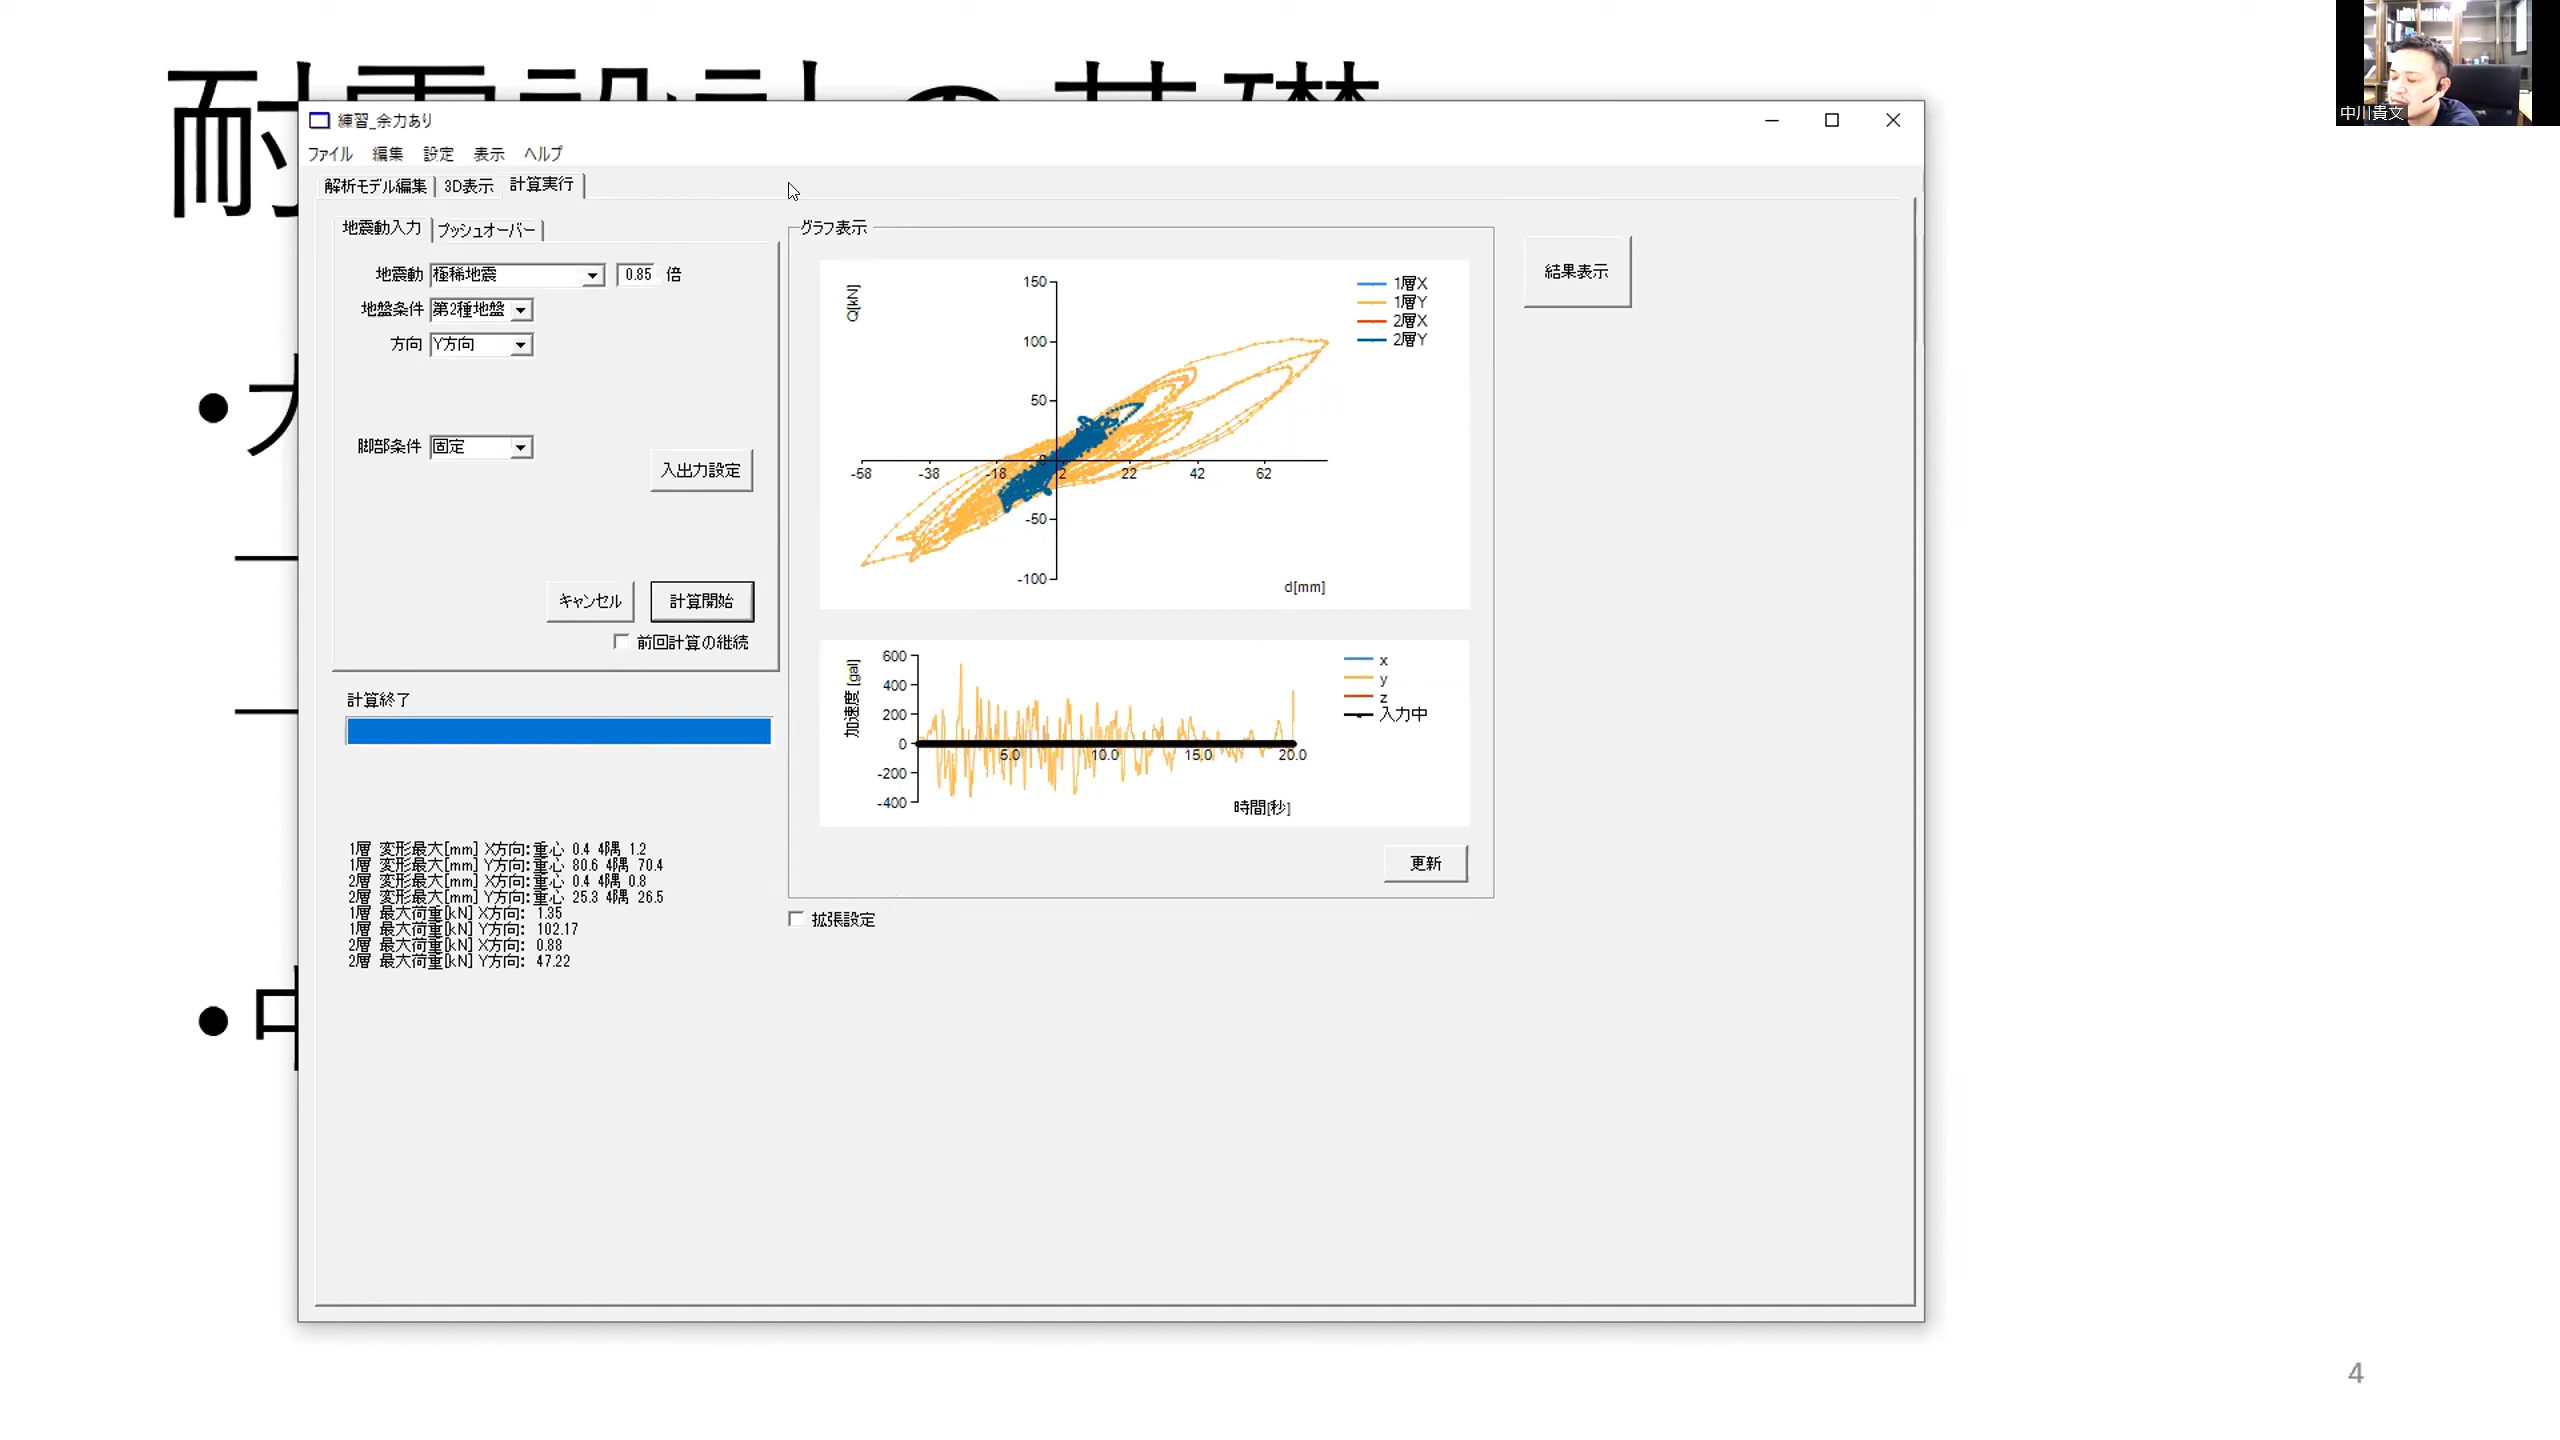 耐震設計の基礎
中川貴文
練習_余力あり
ファイル 編集 設定 表示 ヘルプ
解析モデル編集 3D表示 計算実行
地震動入力 プッシュオーバー
地震動 極稀地震 0.85 倍
地盤条件 第2種地盤
方向 Y方向
脚部条件 固定
入出力設定
キャンセル 計算開始
前回計算の継続
計算終了
1層 変形最大[mm] X方向:重心 0.4 4隅 1.2
1層 変形最大[mm] Y方向:重心 80.6 4隅 70.4
2層 変形最大[mm] X方向:重心 0.4 4隅 0.8
2層 変形最大[mm] Y方向:重心 25.3 4隅 26.5
1層 最大荷重[kN] X方向: 1.35
1層 最大荷重[kN] Y方向: 102.17
2層 最大荷重[kN] X方向: 0.88
2層 最大荷重[kN] Y方向: 47.22
グラフ表示
Q[kN]
150
100
50
0
-50
-100
-58 -38 -18 2 22 42 62
d[mm]
1層X
1層Y
2層X
2層Y
加速度 [gal]
600
400
200
0
-200
-400
5.0 10.0 15.0 20.0
時間[秒]
x
y
z
入力中
更新
拡張設定
結果表示
4